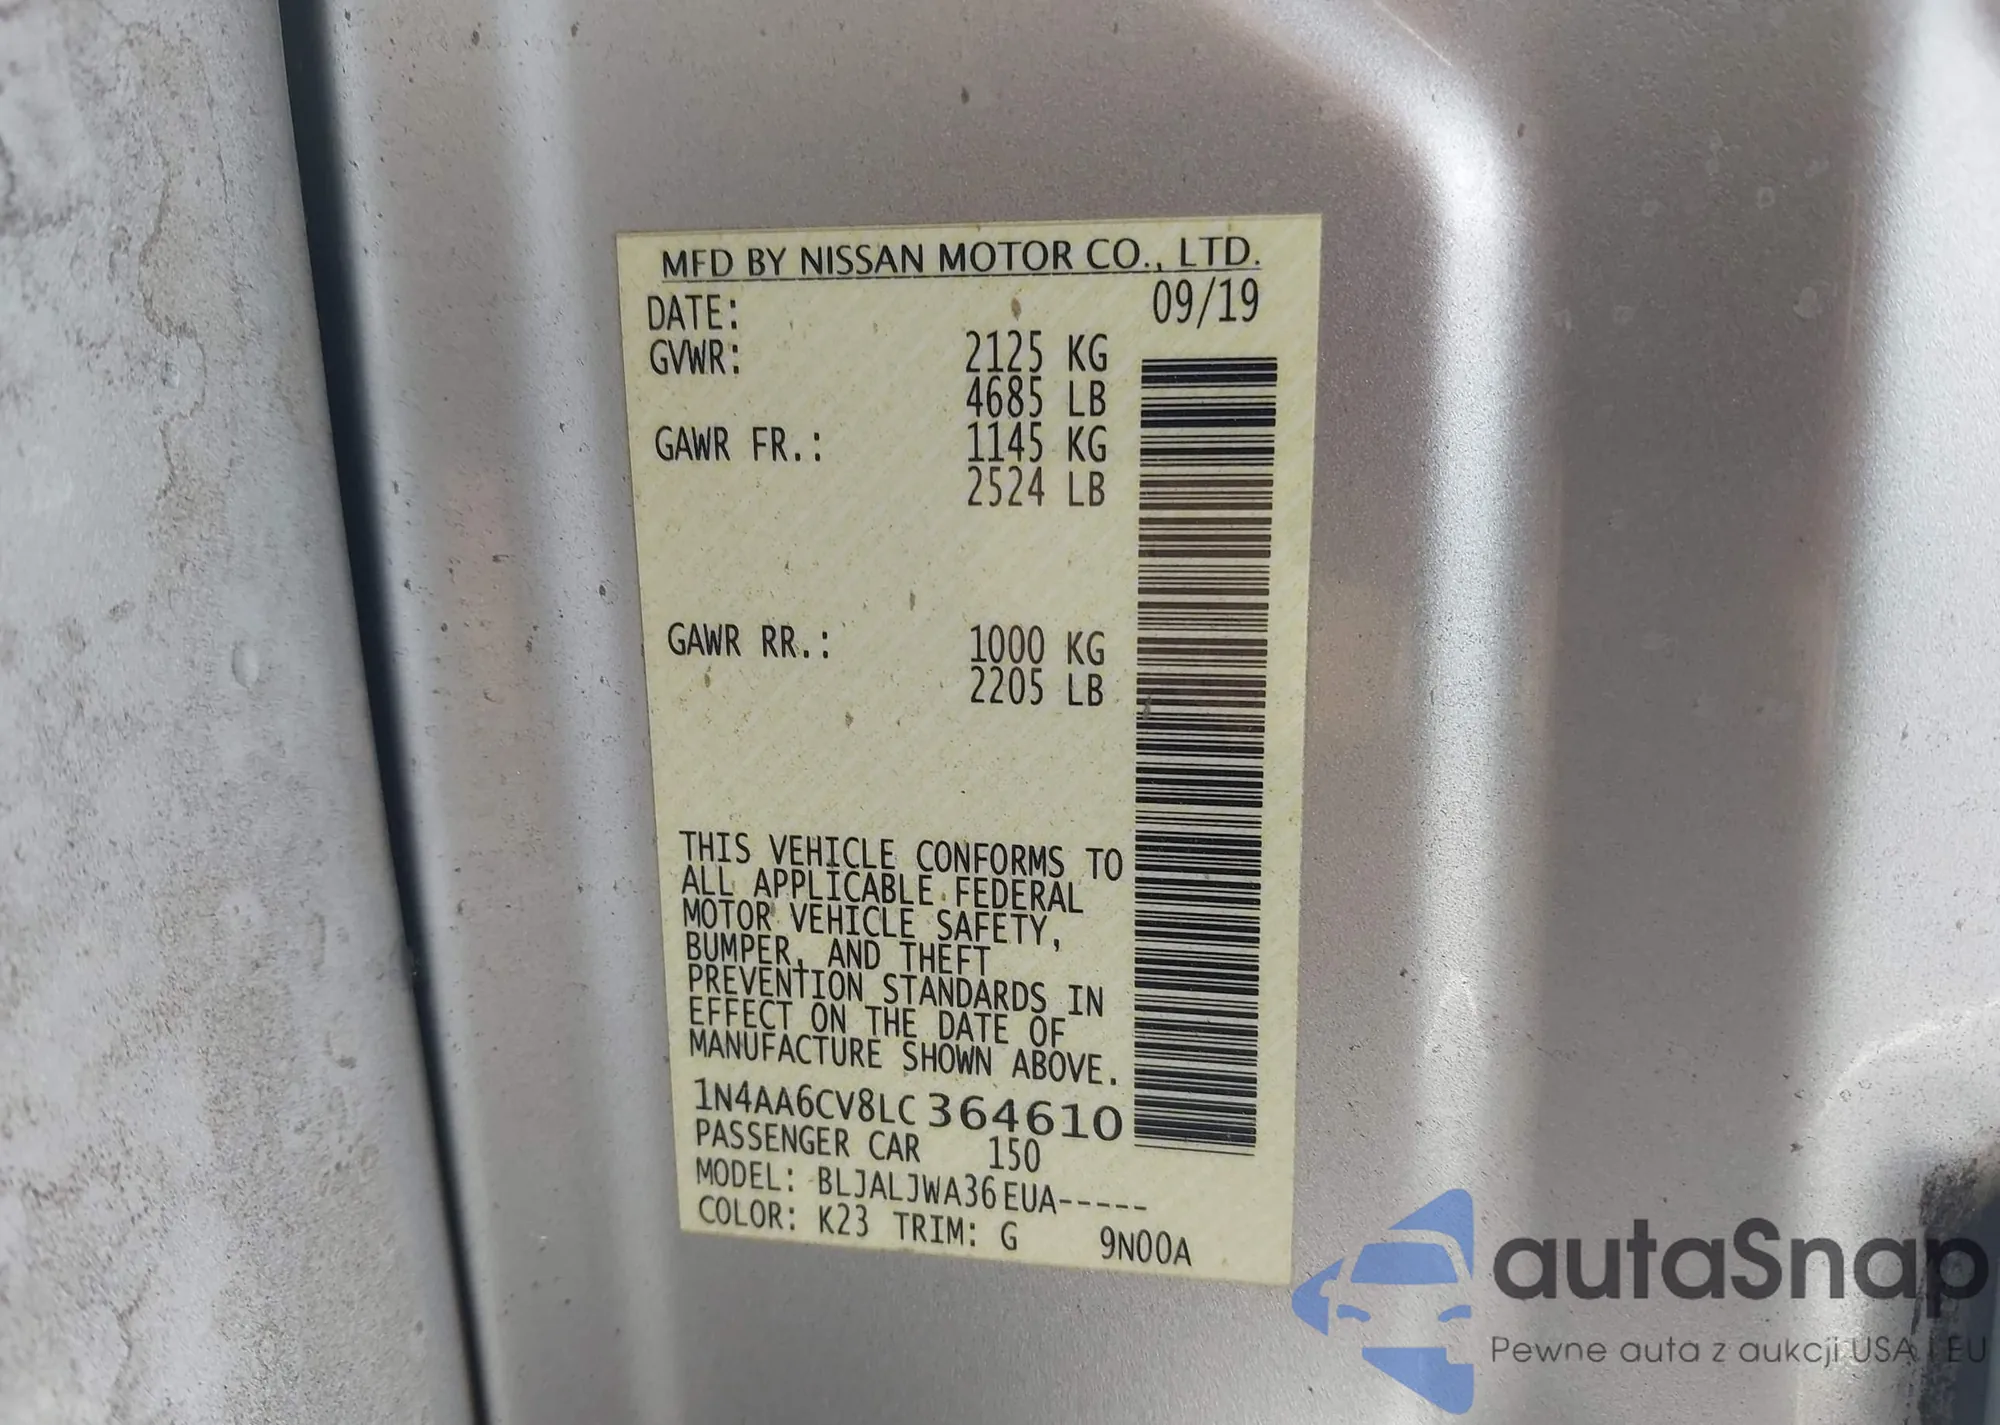 MFD BY NISSAN MOTOR CO., LTD.
DATE: 09/19
GVWR: 2125 KG
4685 LB
GAWR FR.: 1145 KG
2524 LB
GAWR RR.: 1000 KG
2205 LB
THIS VEHICLE CONFORMS TO
ALL APPLICABLE FEDERAL
MOTOR VEHICLE SAFETY,
BUMPER, AND THEFT
PREVENTION STANDARDS IN
EFFECT ON THE DATE OF
MANUFACTURE SHOWN ABOVE.
1N4AA6CV8LC364610
PASSENGER CAR 150
MODEL: BLJALJWA36EUA-----
COLOR: K23 TRIM: G 9N00A
autaSnap
Pewne auta z aukcji USA i EU